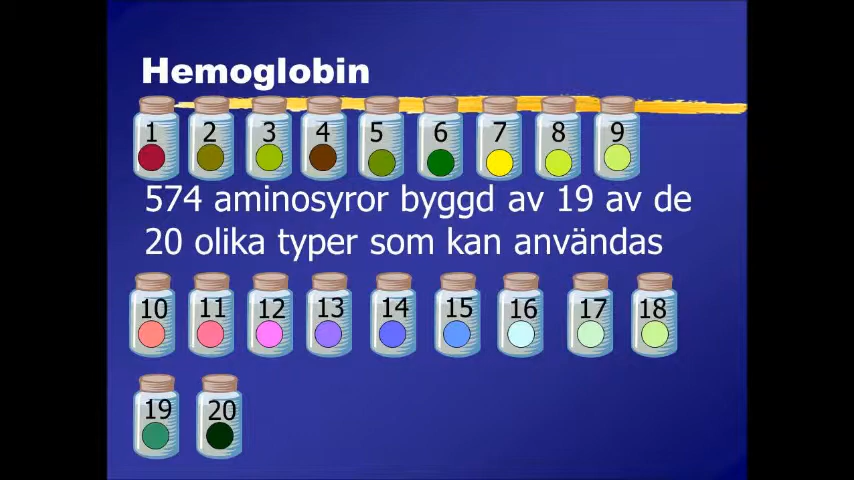 Hemoglobin
1 2 3 4 5 6 7 8 9
574 aminosyror byggd av 19 av de
20 olika typer som kan användas
10 11 12 13 14 15 16 17 18
19 20